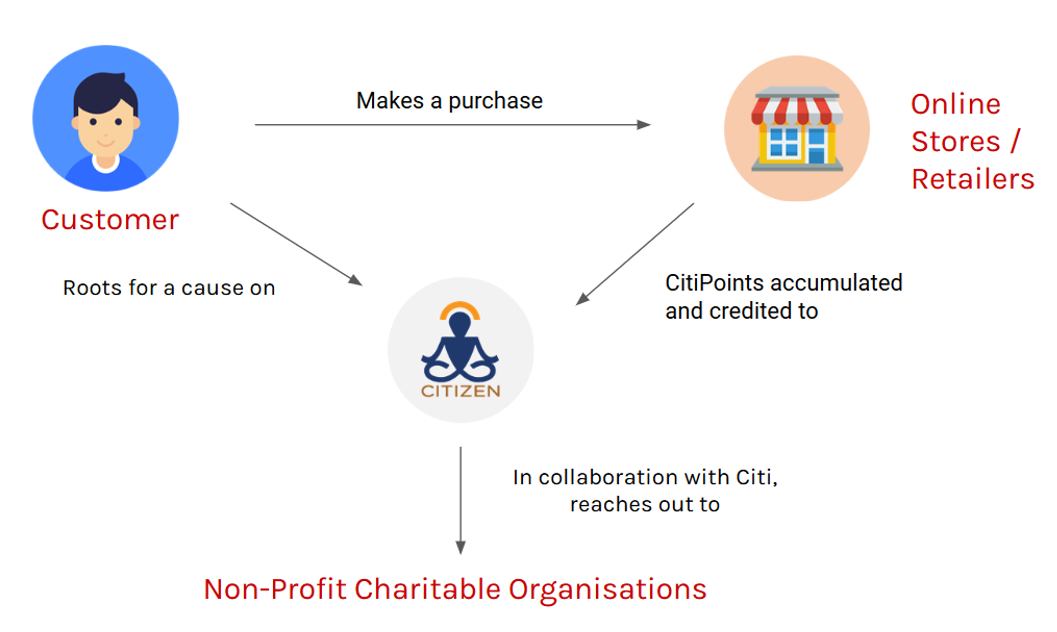 Makes a purchase
Online
Stores /
Retailers
Customer
Roots for a cause on
CitiPoints accumulated
and credited to
CITIZEN
In collaboration with Citi,
reaches out to
Non-Profit Charitable Organisations